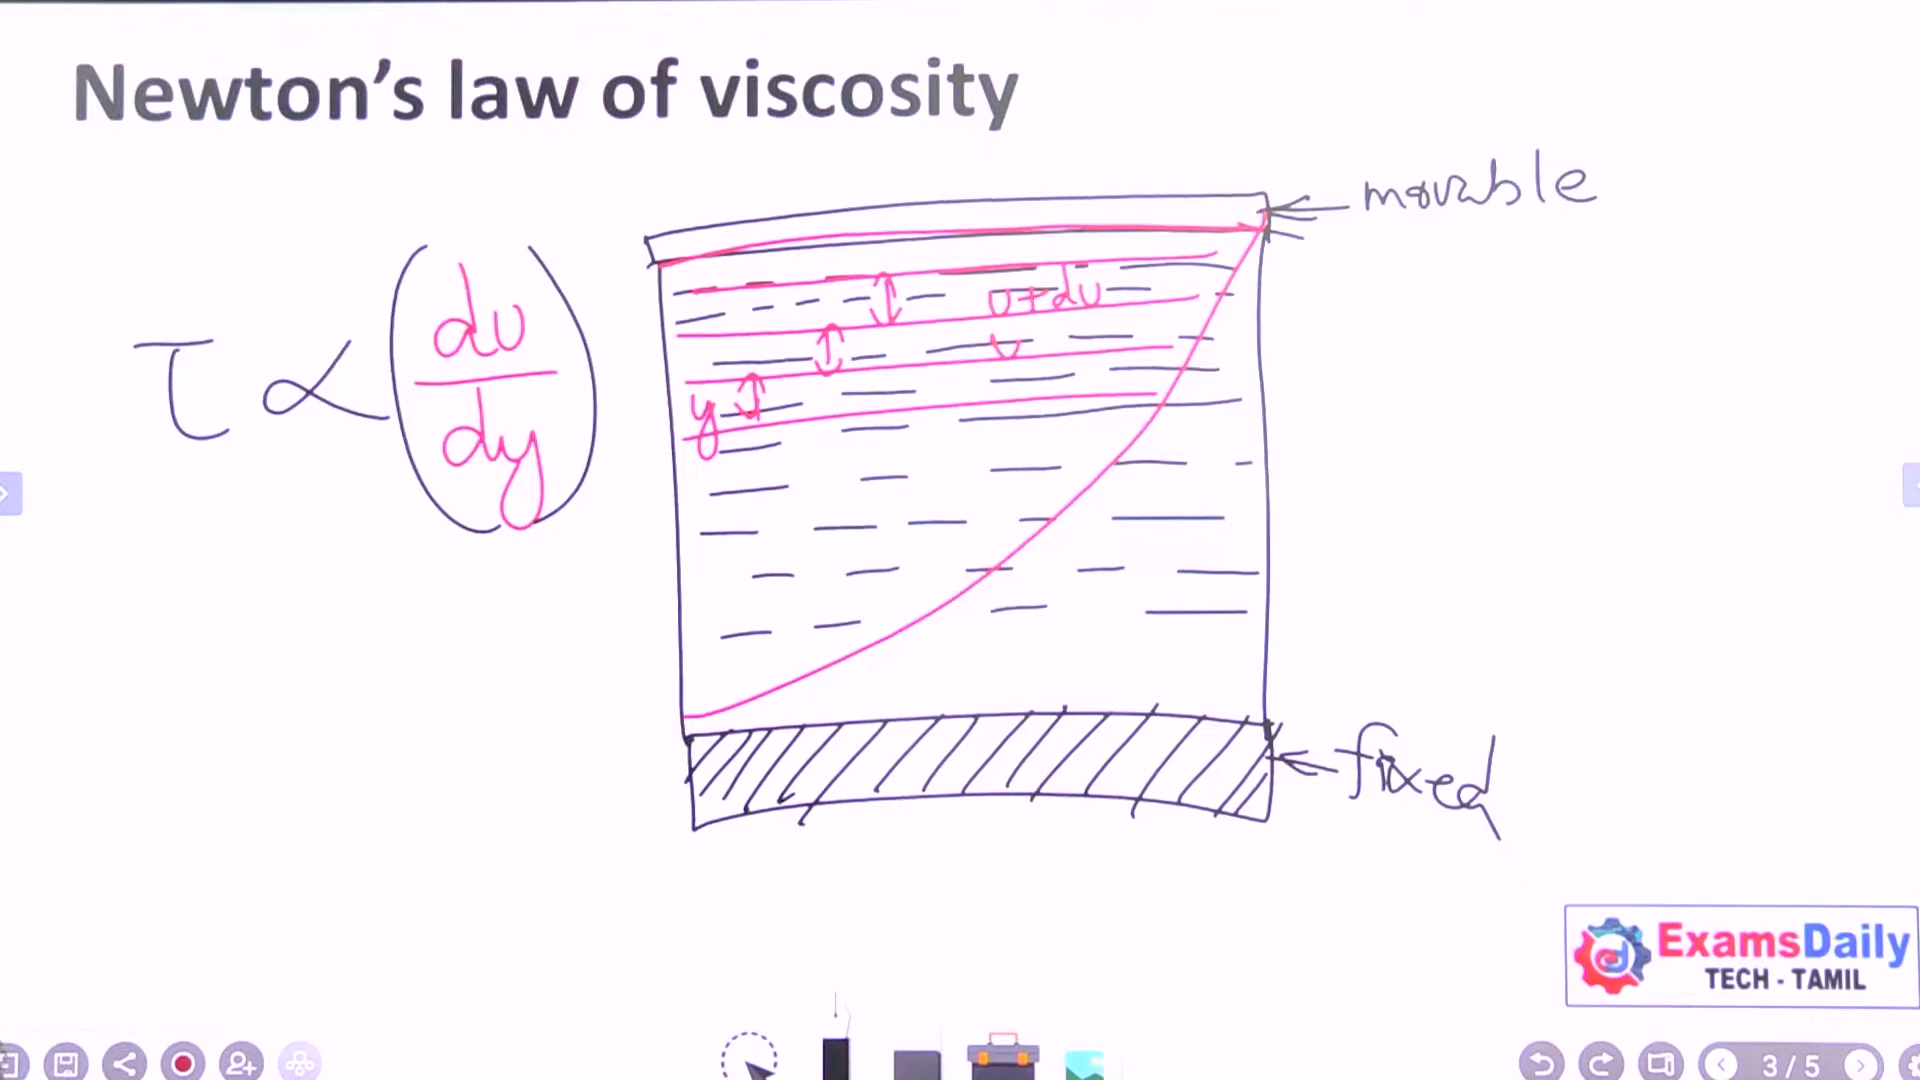 Newton's law of viscosity
movable
τ ∝ (du/dy)
u+du
u
y
fixed
ExamsDaily
TECH - TAMIL
3 / 5